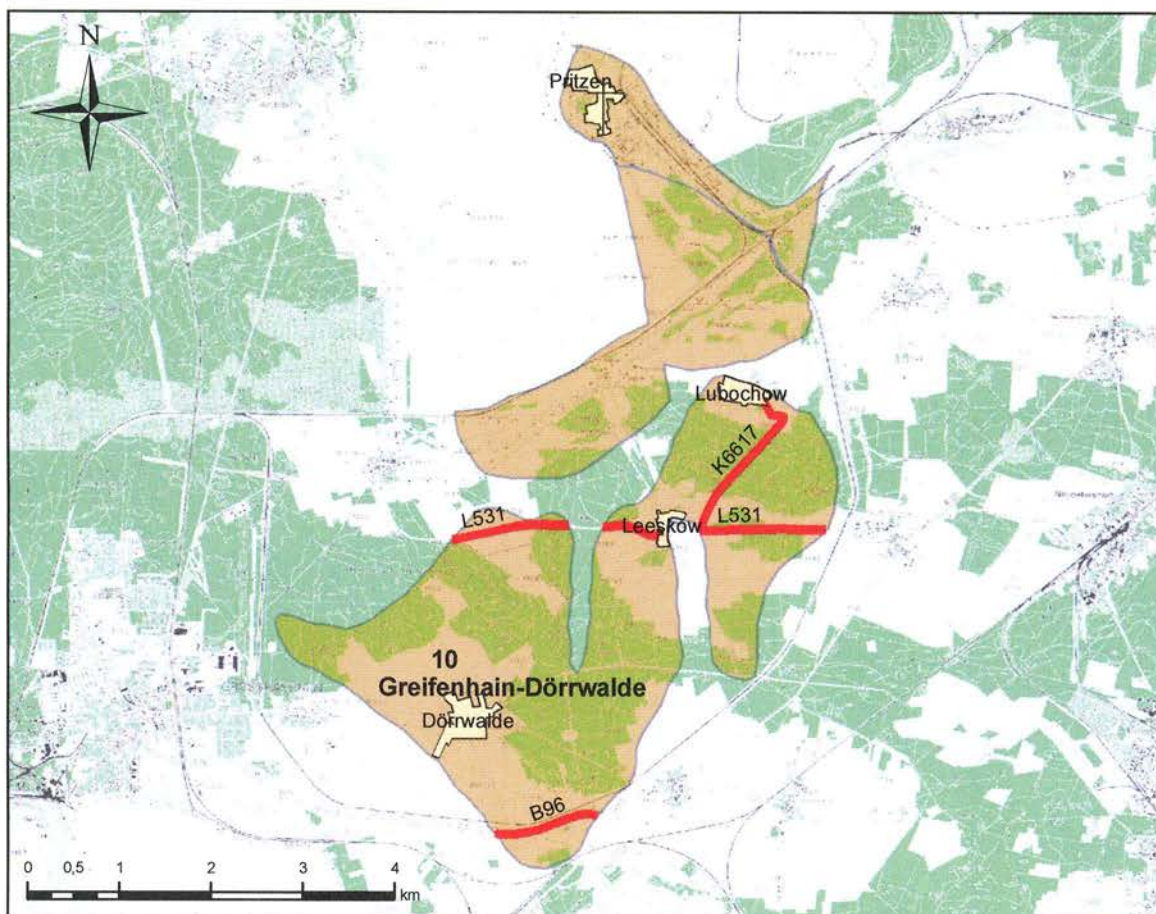 N
Pritzen
Lubochow
K6617
L531
Leeskow
L531
10
Greifenhain-Dörrwalde
Dörrwalde
B96
0 0,5 1 2 3 4
km